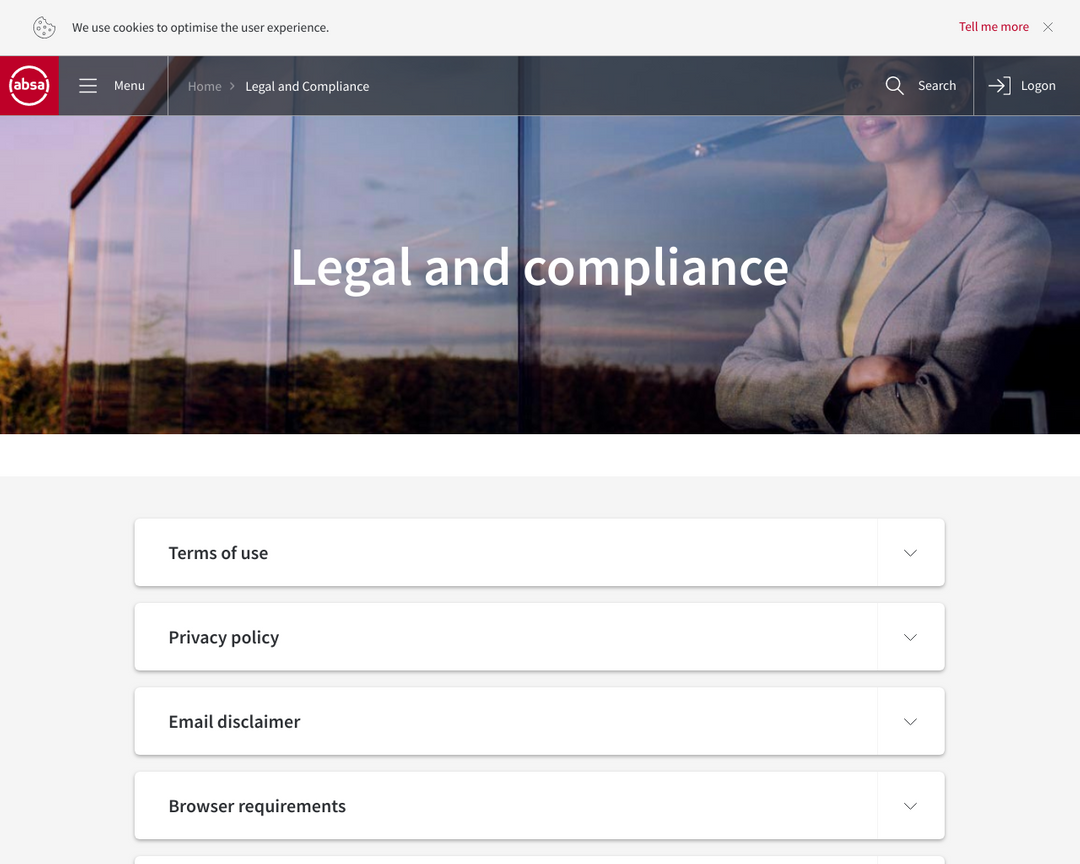 We use cookies to optimise the user experience.
Tell me more
absa
Menu
Home
Legal and Compliance
Search
Logon
Legal and compliance
Terms of use
Privacy policy
Email disclaimer
Browser requirements